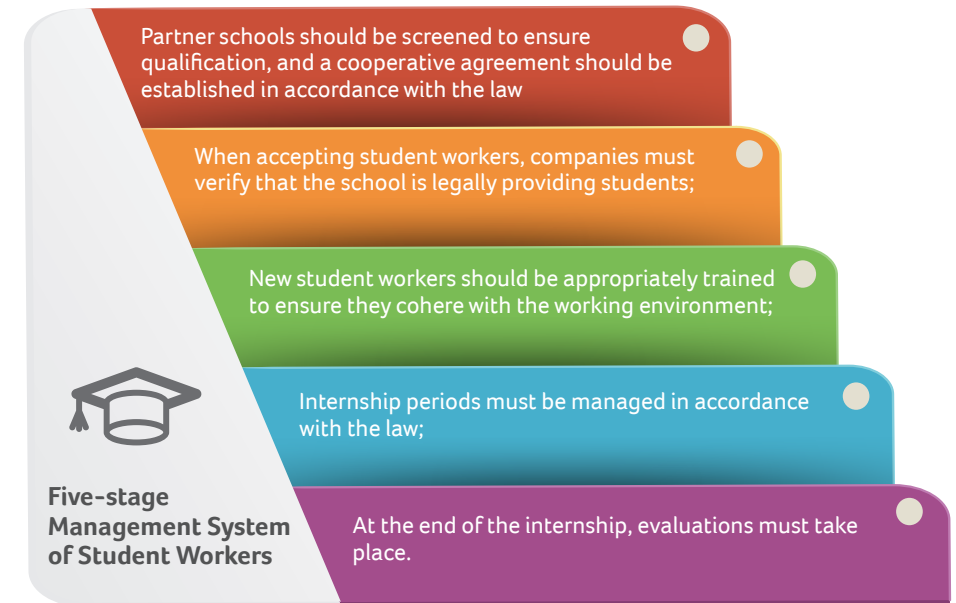 Partner schools should be screened to ensure
qualification, and a cooperative agreement should be
established in accordance with the law
When accepting student workers, companies must
verify that the school is legally providing students;
New student workers should be appropriately trained
to ensure they cohere with the working environment;
Internship periods must be managed in accordance
with the law;
At the end of the internship, evaluations must take
place.
Five-stage
Management System
of Student Workers